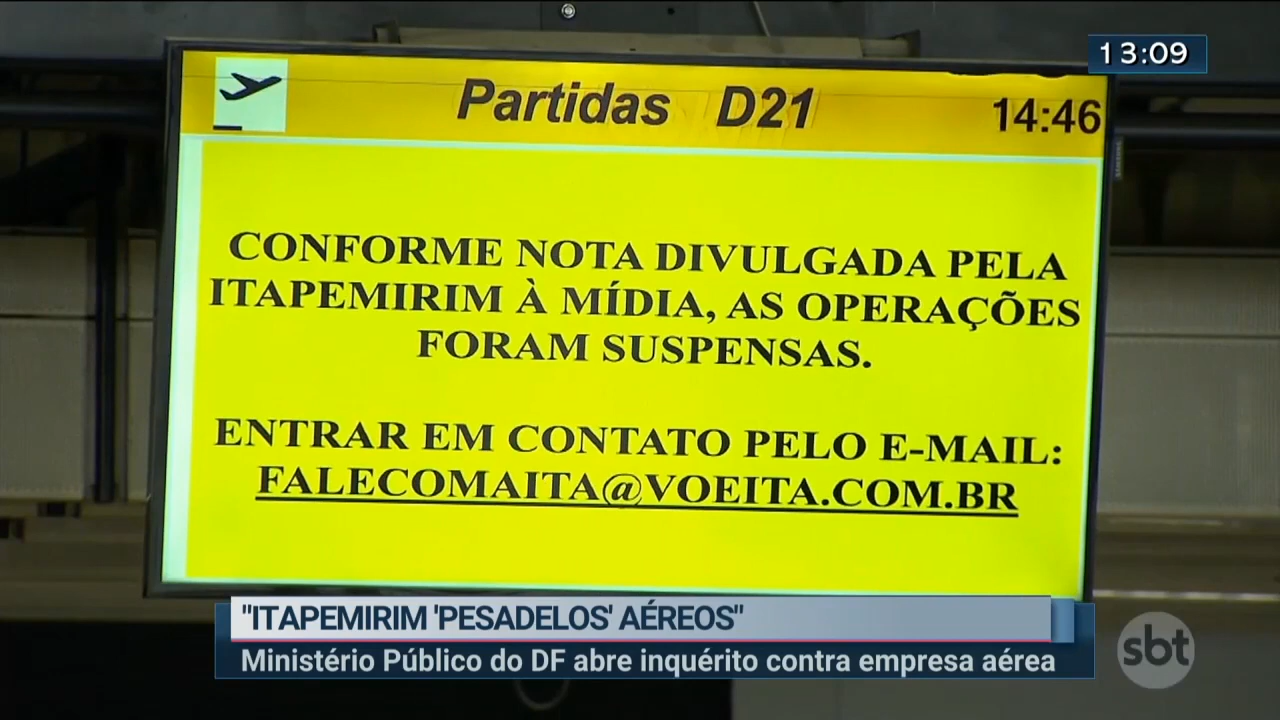 13:09
Partidas D21
14:46
CONFORME NOTA DIVULGADA PELA
ITAPEMIRIM À MÍDIA, AS OPERAÇÕES
FORAM SUSPENSAS.
ENTRAR EM CONTATO PELO E-MAIL:
FALECOMAITA@VOEITA.COM.BR
"ITAPEMIRIM 'PESADELOS' AÉREOS"
Ministério Público do DF abre inquérito contra empresa aérea
sbt